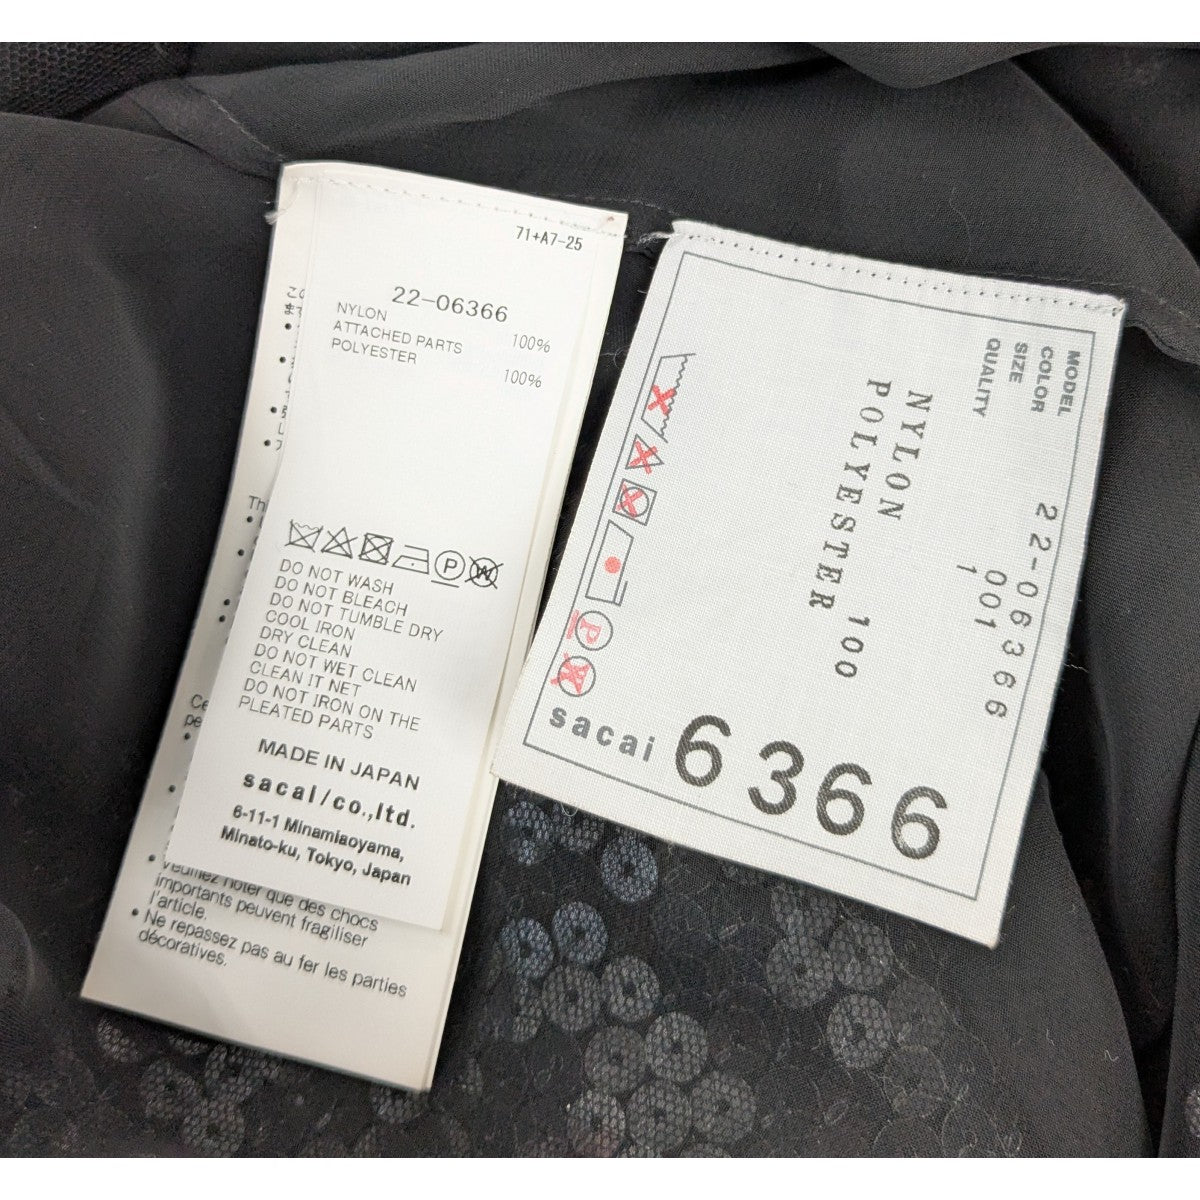 71+A7-25
22-06366
NYLON 100%
ATTACHED PARTS
POLYESTER 100%
P W
DO NOT WASH
DO NOT BLEACH
DO NOT TUMBLE DRY
COOL IRON
DRY CLEAN
DO NOT WET CLEAN
CLEAN IT NET
DO NOT IRON ON THE
PLEATED PARTS
MADE IN JAPAN
sacai/co.,ltd.
6-11-1 Minamiaoyama,
Minato-ku, Tokyo, Japan
Veuillez noter que des chocs
importants peuvent fragiliser
l'article.
• Ne repassez pas au fer les parties
décoratives.
MODEL 22-06366
COLOR 001
SIZE 1
QUALITY
NYLON
POLYESTER 100
P
sacai 6366